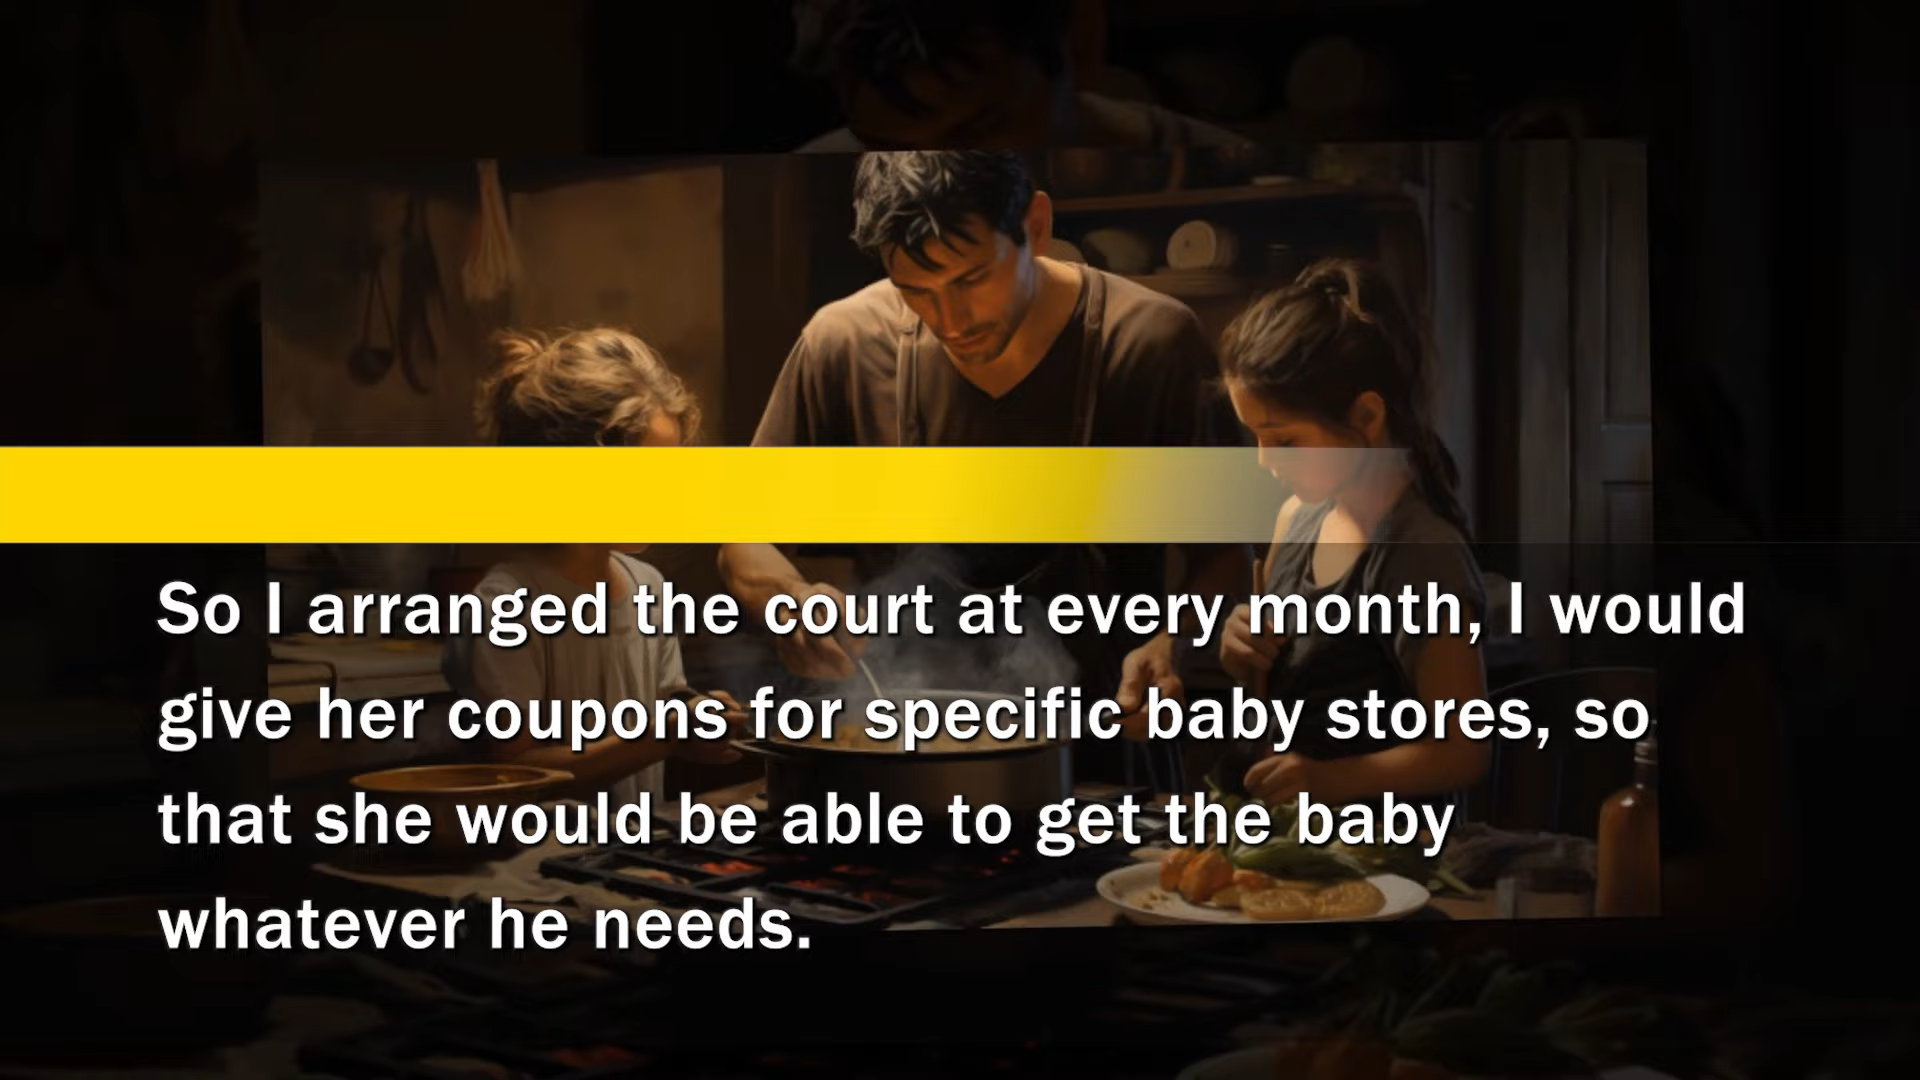 So I arranged the court at every month, I would
give her coupons for specific baby stores, so
that she would be able to get the baby
whatever he needs.